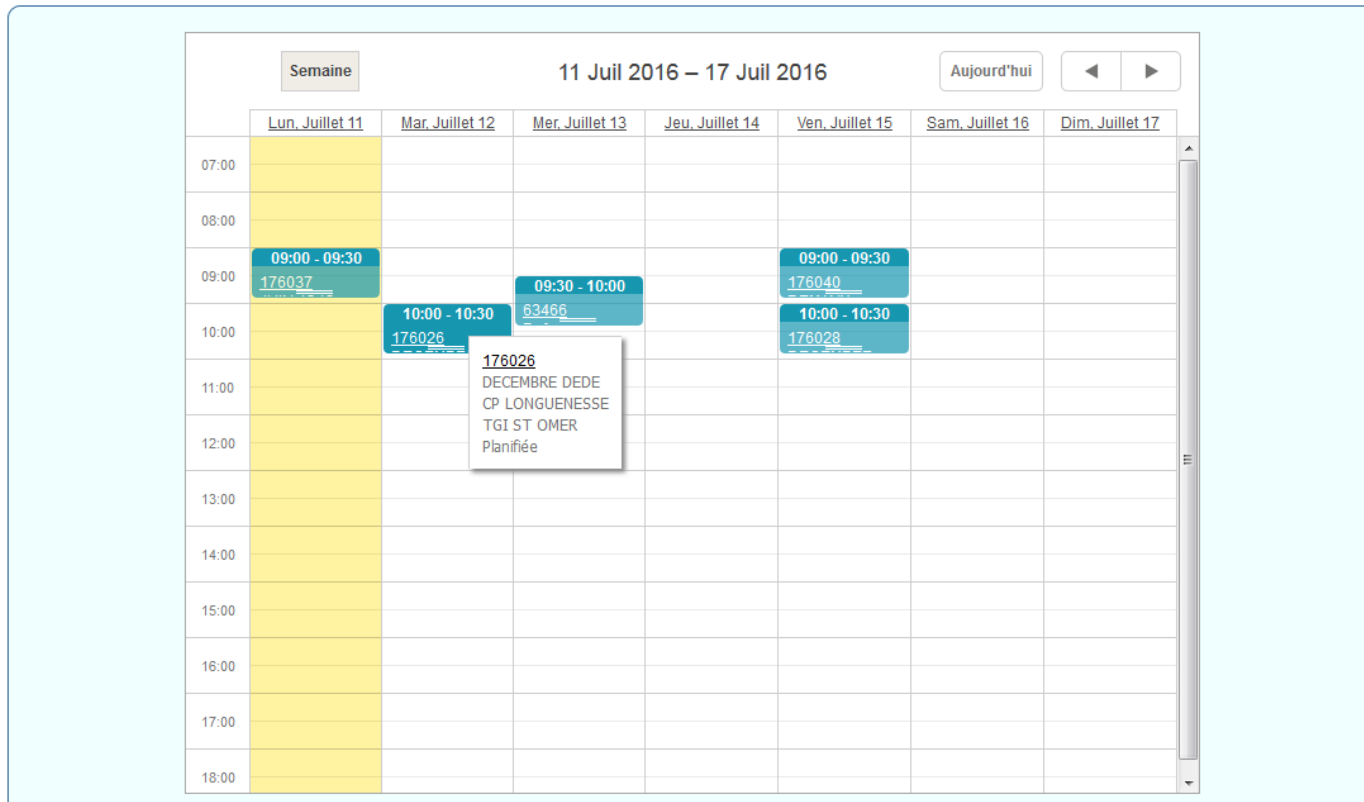 Semaine
11 Juil 2016 – 17 Juil 2016
Aujourd'hui
Lun, Juillet 11
Mar, Juillet 12
Mer, Juillet 13
Jeu, Juillet 14
Ven, Juillet 15
Sam, Juillet 16
Dim, Juillet 17
07:00
08:00
09:00
10:00
11:00
12:00
13:00
14:00
15:00
16:00
17:00
18:00
09:00 - 09:30
176037
10:00 - 10:30
176026
09:30 - 10:00
63466
09:00 - 09:30
176040
10:00 - 10:30
176028
176026
DECEMBRE DEDE
CP LONGUENESSE
TGI ST OMER
Planifiée